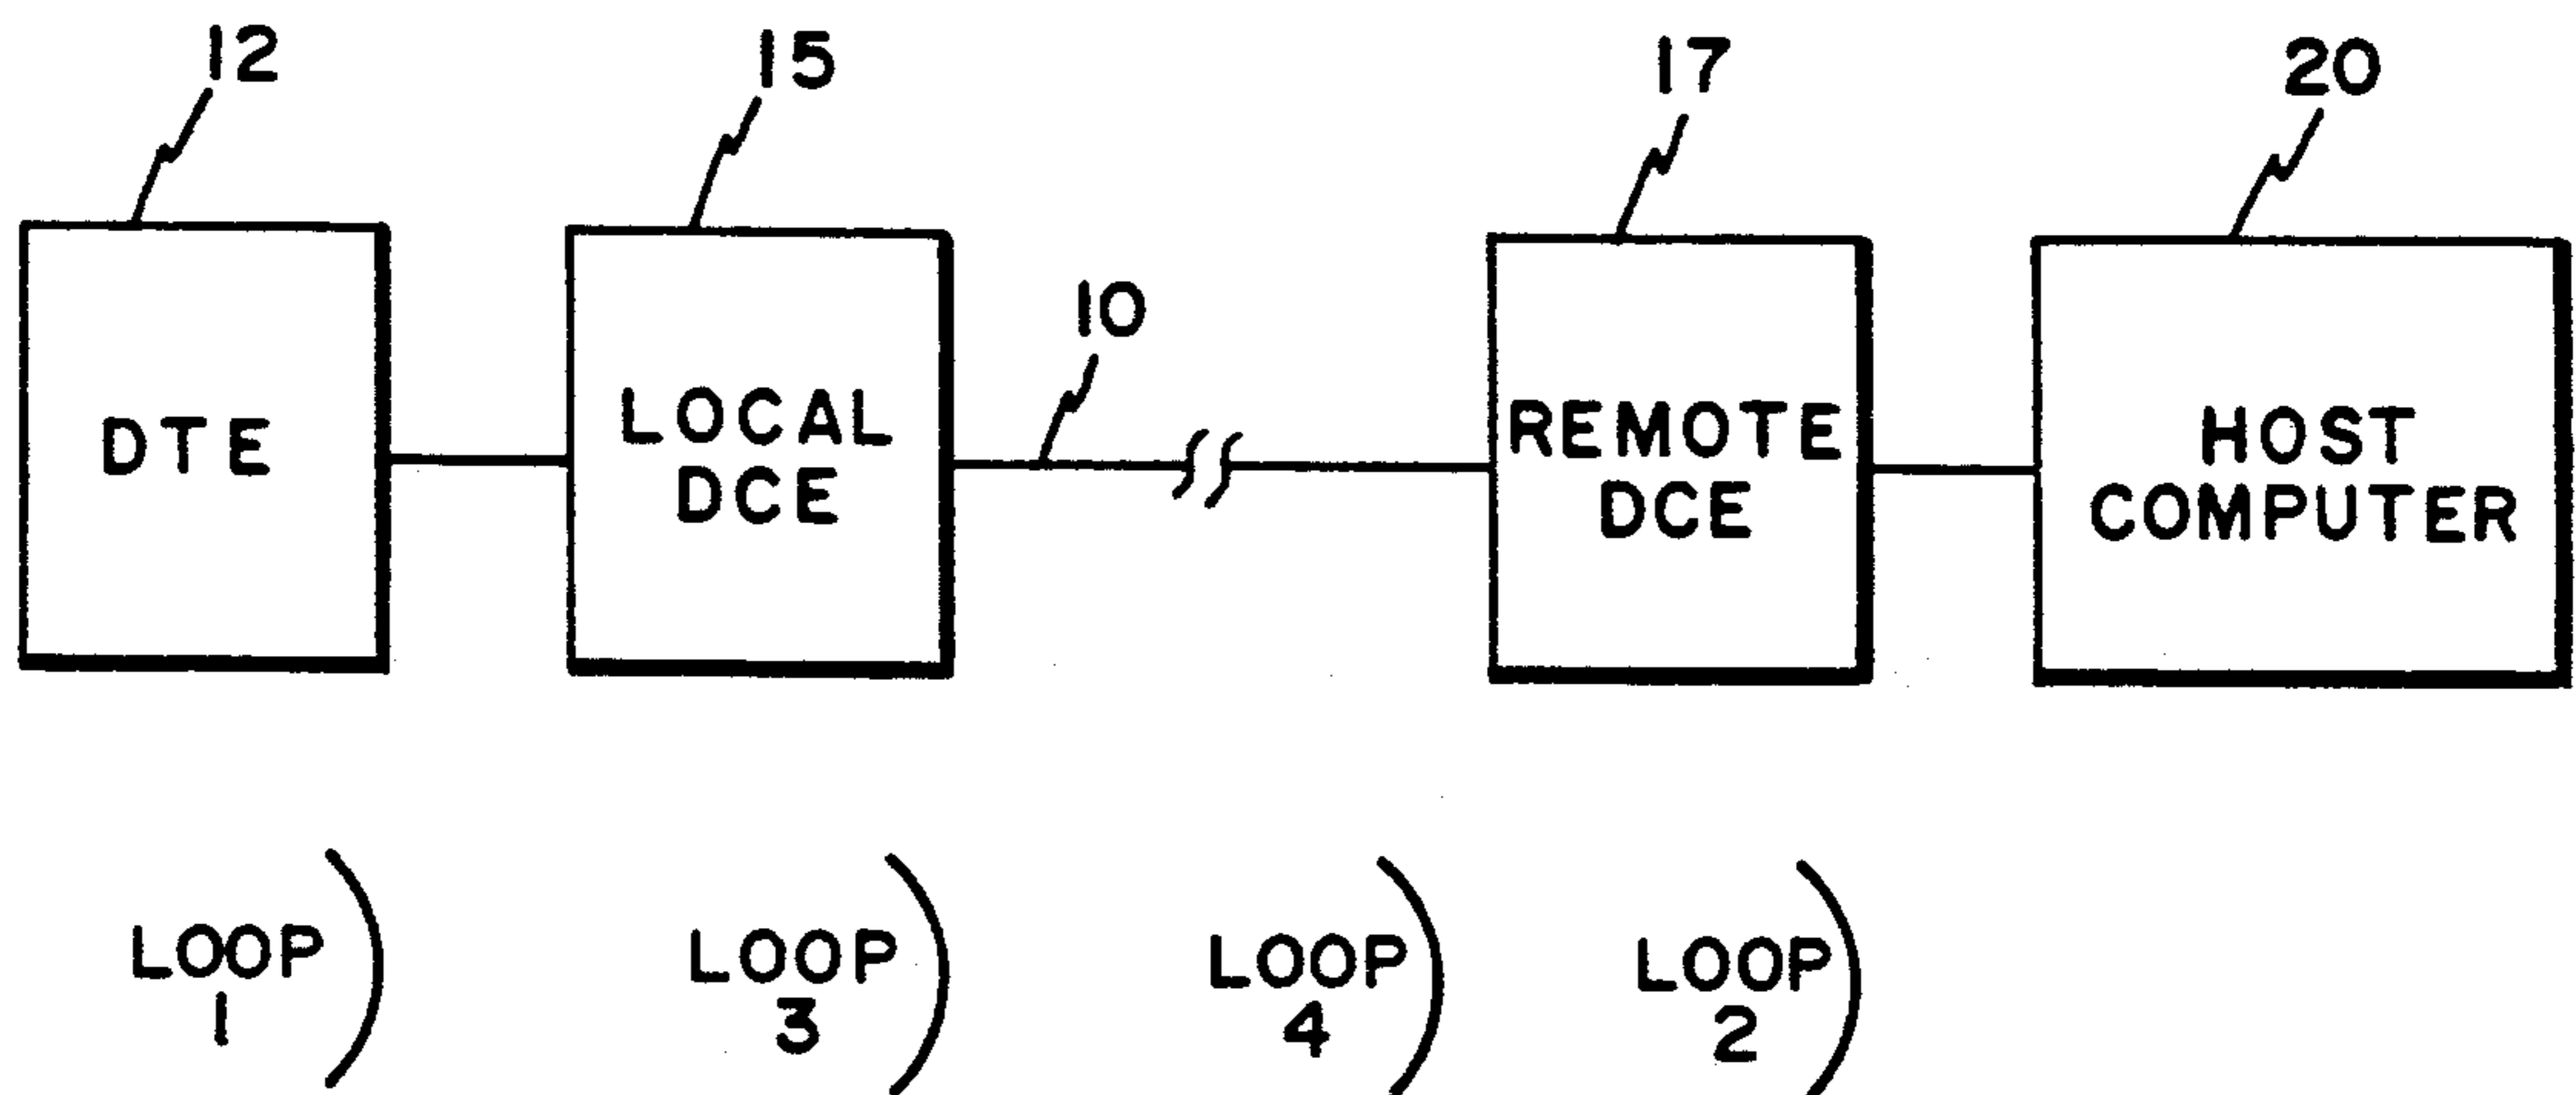 12
15
17
20
10
DTE
LOCAL
DCE
REMOTE
DCE
HOST
COMPUTER
LOOP
1
LOOP
3
LOOP
4
LOOP
2